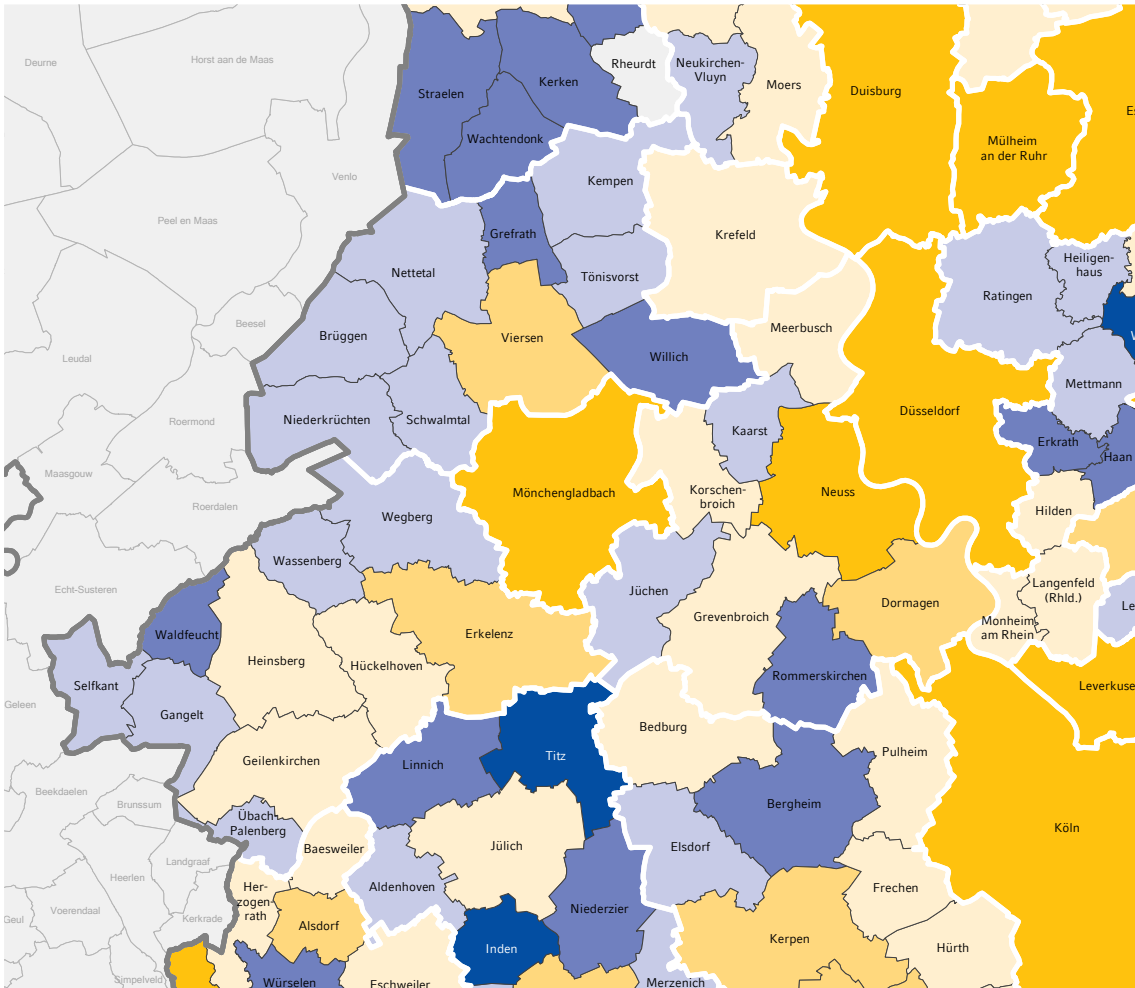 Deurne
Horst aan de Maas
Venlo
Peel en Maas
Beesel
Leudal
Roermond
Maasgouw
Roerdalen
Echt-Susteren
Geleen
Beekdaelen
Brunssum
Landgraaf
Heerlen
Voerendaal
Kerkrade
Simpelveld
Straelen
Kerken
Wachtendonk
Rheurdt
Neukirchen-
Vluyn
Moers
Duisburg
Mülheim
an der Ruhr
Kempen
Krefeld
Grefrath
Nettetal
Tönisvorst
Ratingen
Heiligen-
haus
Brüggen
Viersen
Willich
Meerbusch
Mettmann
Niederkrüchten
Schwalmtal
Kaarst
Düsseldorf
Erkrath
Haan
Mönchengladbach
Korschen-
broich
Neuss
Hilden
Wegberg
Wassenberg
Jüchen
Dormagen
Langenfeld
(Rhld.)
Monheim
am Rhein
Grevenbroich
Waldfeucht
Erkelenz
Heinsberg
Hückelhoven
Rommerskirchen
Selfkant
Gangelt
Leverkuse
Bedburg
Pulheim
Geilenkirchen
Linnich
Titz
Bergheim
Köln
Übach-
Palenberg
Baesweiler
Jülich
Elsdorf
Aldenhoven
Her-
zogen-
rath
Frechen
Alsdorf
Niederzier
Kerpen
Inden
Hürth
Würselen
Eschweiler
Merzenich